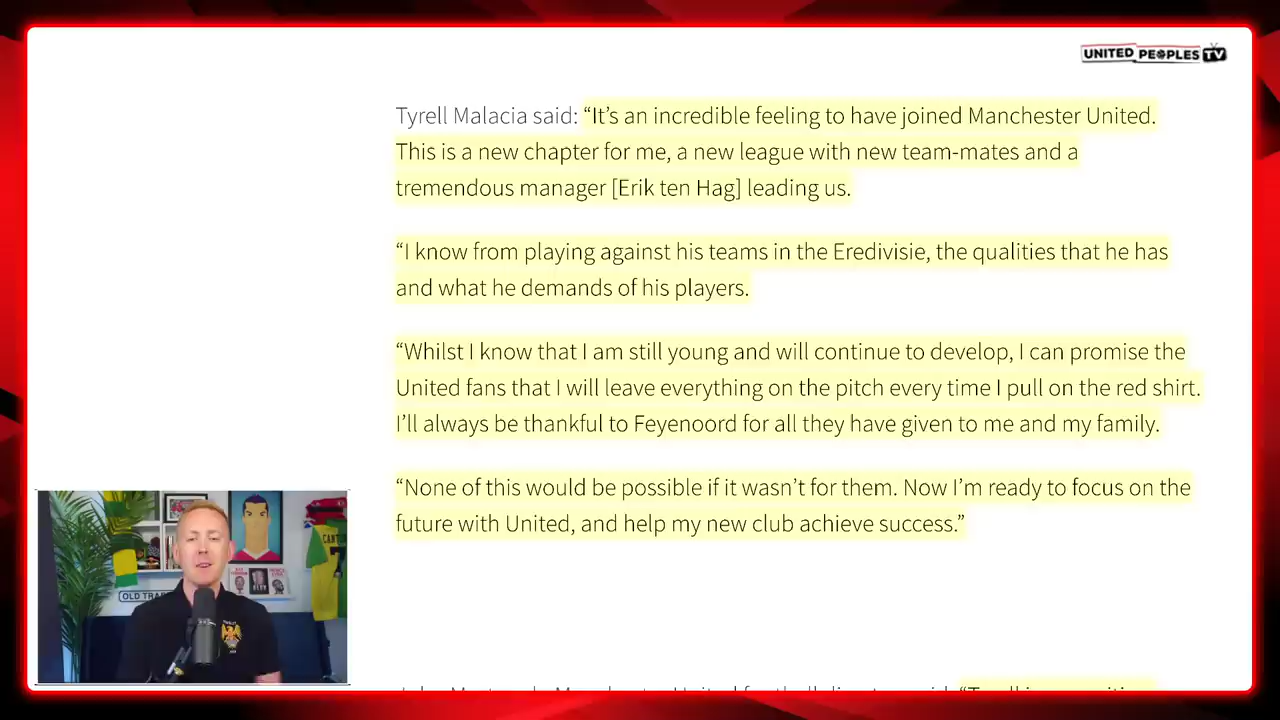 UNITED PEOPLES TV
Tyrell Malacia said: “It’s an incredible feeling to have joined Manchester United.
This is a new chapter for me, a new league with new team-mates and a
tremendous manager [Erik ten Hag] leading us.
“I know from playing against his teams in the Eredivisie, the qualities that he has
and what he demands of his players.
“Whilst I know that I am still young and will continue to develop, I can promise the
United fans that I will leave everything on the pitch every time I pull on the red shirt.
I’ll always be thankful to Feyenoord for all they have given to me and my family.
“None of this would be possible if it wasn’t for them. Now I’m ready to focus on the
future with United, and help my new club achieve success.”
OLD TRA
CANTON
7